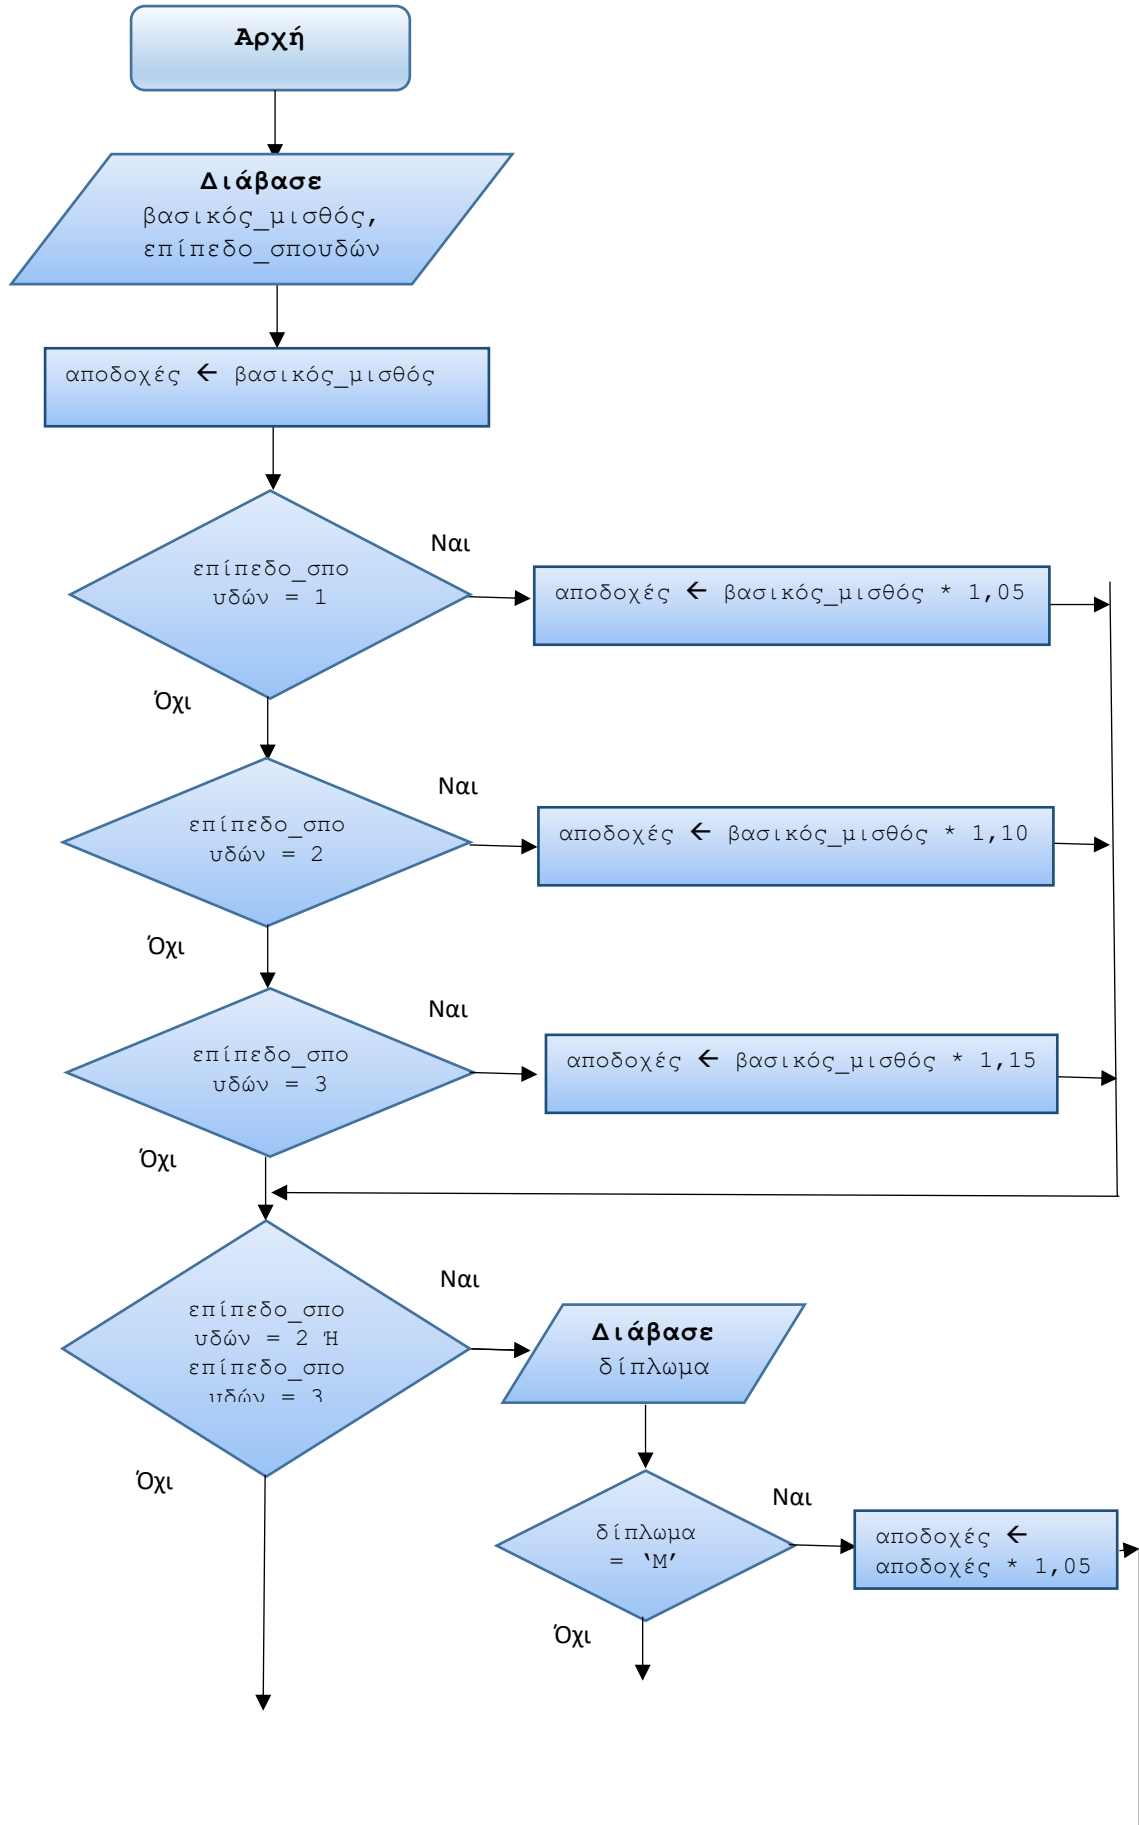 Αρχή
Διάβασε
βασικός_μισθός,
επίπεδο_σπουδών
αποδοχές 🡨 βασικός_μισθός
Ναι
επίπεδο_σπο
υδών = 1
αποδοχές 🡨 βασικός_μισθός * 1,05
Όχι
Ναι
επίπεδο_σπο
υδών = 2
αποδοχές 🡨 βασικός_μισθός * 1,10
Όχι
Ναι
επίπεδο_σπο
υδών = 3
αποδοχές 🡨 βασικός_μισθός * 1,15
Όχι
Ναι
επίπεδο_σπο
υδών = 2 Ή
επίπεδο_σπο
υδών = 3
Διάβασε
δίπλωμα
Όχι
Ναι
δίπλωμα
= ‘Μ’
αποδοχές 🡨
αποδοχές * 1,05
Όχι